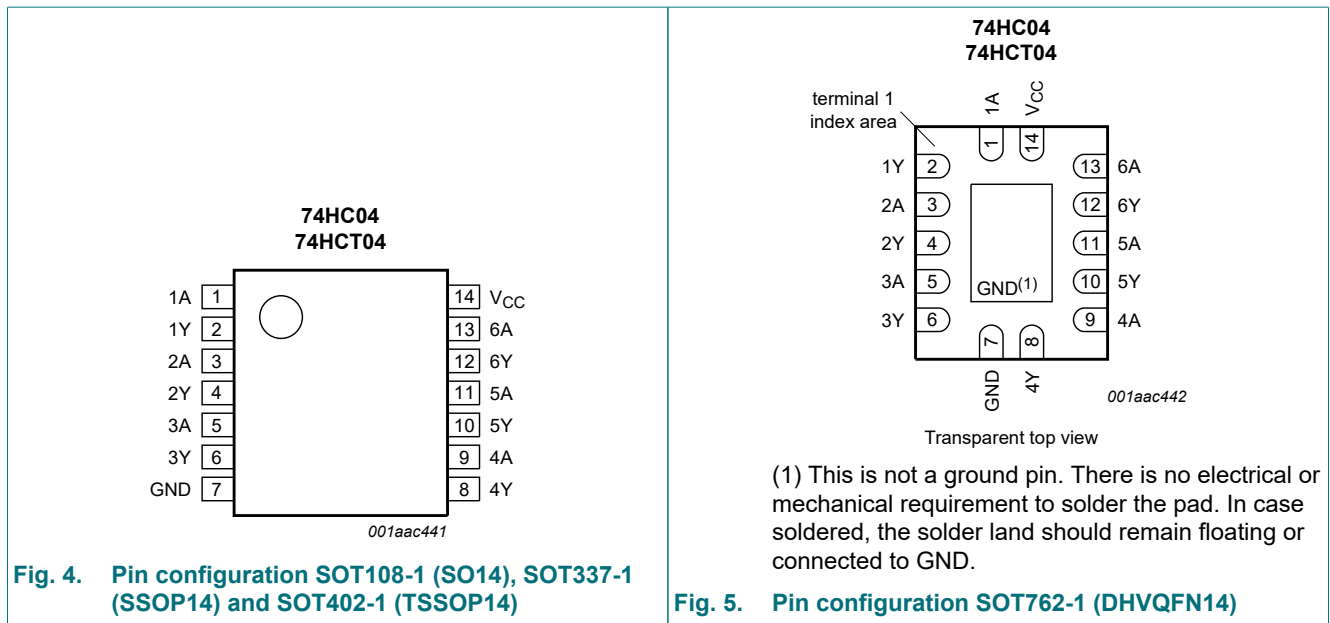 74HC04
74HCT04
1A 1
1Y 2
2A 3
2Y 4
3A 5
3Y 6
GND 7
14 VCC
13 6A
12 6Y
11 5A
10 5Y
9 4A
8 4Y
001aac441
Fig. 4. Pin configuration SOT108-1 (SO14), SOT337-1
(SSOP14) and SOT402-1 (TSSOP14)
74HC04
74HCT04
terminal 1
index area
1A
VCC
1
14
1Y 2
2A 3
2Y 4
3A 5
3Y 6
13 6A
12 6Y
11 5A
10 5Y
9 4A
GND(1)
7
8
GND
4Y
001aac442
Transparent top view
(1) This is not a ground pin. There is no electrical or
mechanical requirement to solder the pad. In case
soldered, the solder land should remain floating or
connected to GND.
Fig. 5. Pin configuration SOT762-1 (DHVQFN14)